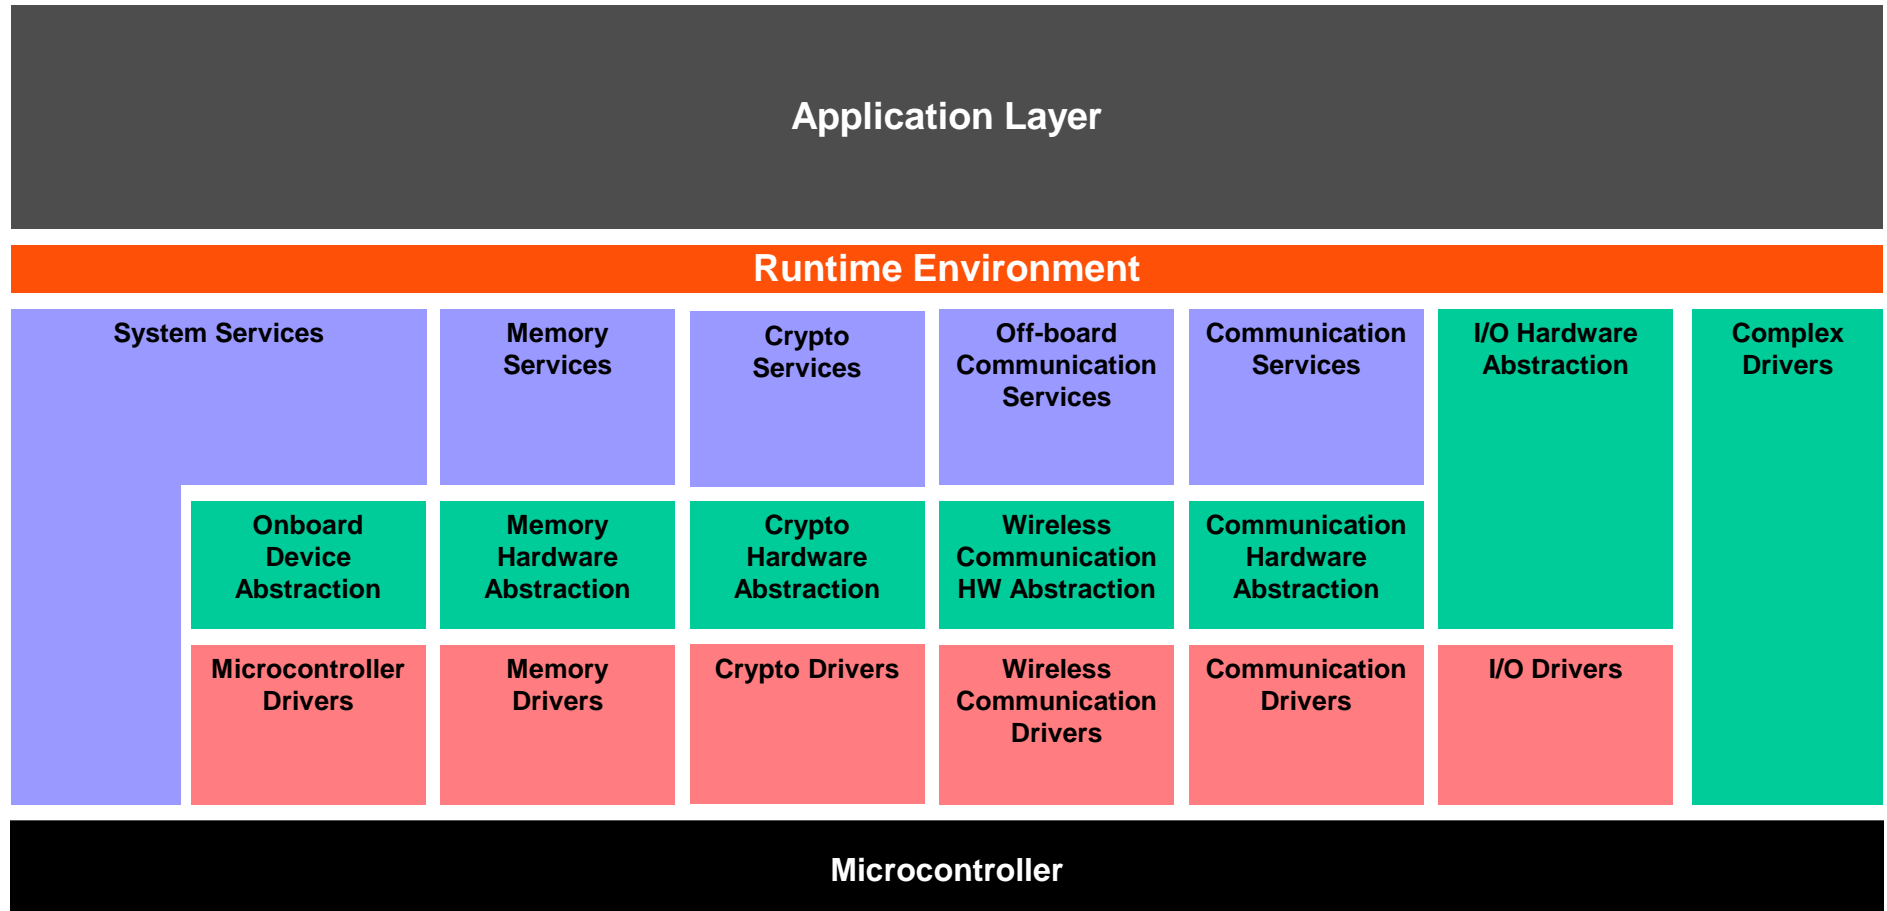 Application Layer
Runtime Environment
System Services
Memory
Services
Crypto
Services
Off-board
Communication
Services
Communication
Services
I/O Hardware
Abstraction
Complex
Drivers
Onboard
Device
Abstraction
Memory
Hardware
Abstraction
Crypto
Hardware
Abstraction
Wireless
Communication
HW Abstraction
Communication
Hardware
Abstraction
Microcontroller
Drivers
Memory
Drivers
Crypto Drivers
Wireless
Communication
Drivers
Communication
Drivers
I/O Drivers
Microcontroller